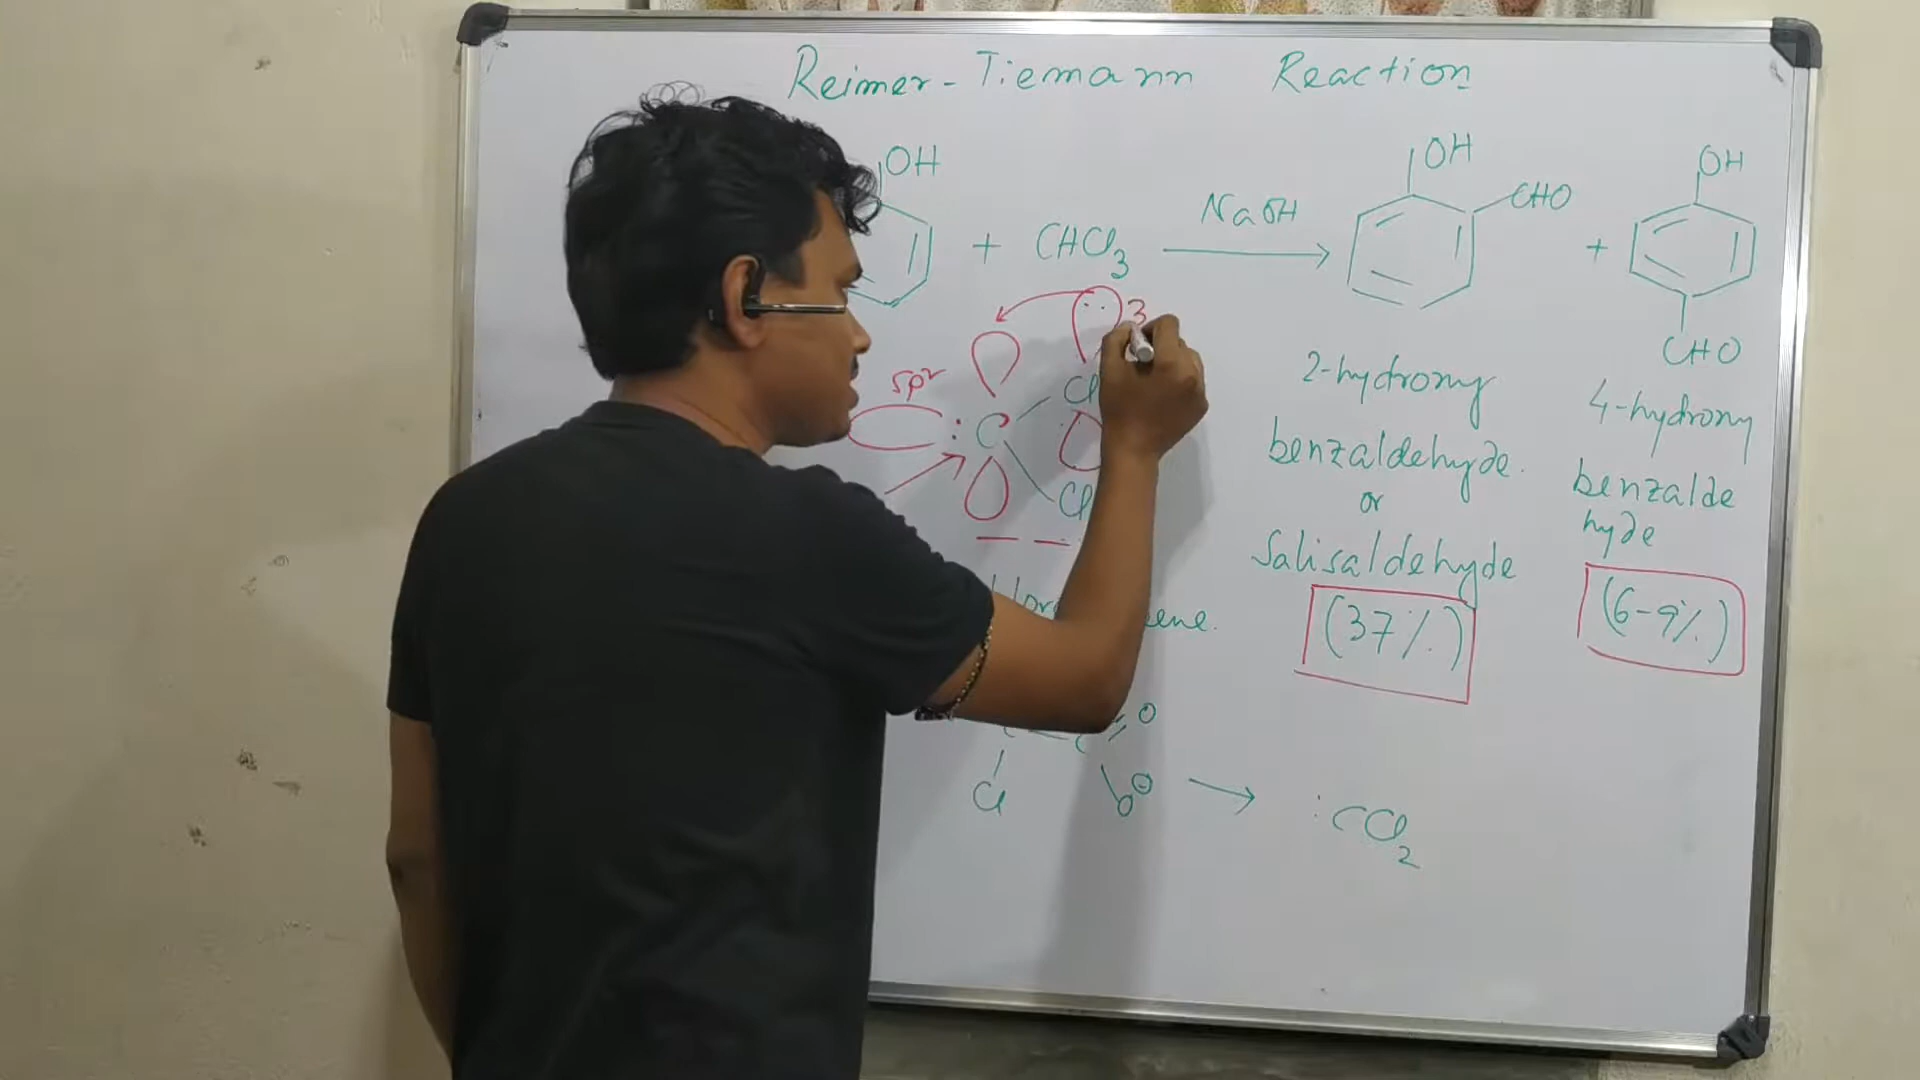 Reimer-Tiemann Reaction
OH
+ CHCl3
NaOH
OH
CHO
+
OH
CHO
3
sp²
: C
Cl
Cl
2-hydroxy
benzaldehyde.
or
Salisaldehyde
(37%)
4-hydroxy
benzalde
hyde
(6-9%)
O
Cl
O⊖
:CCl2